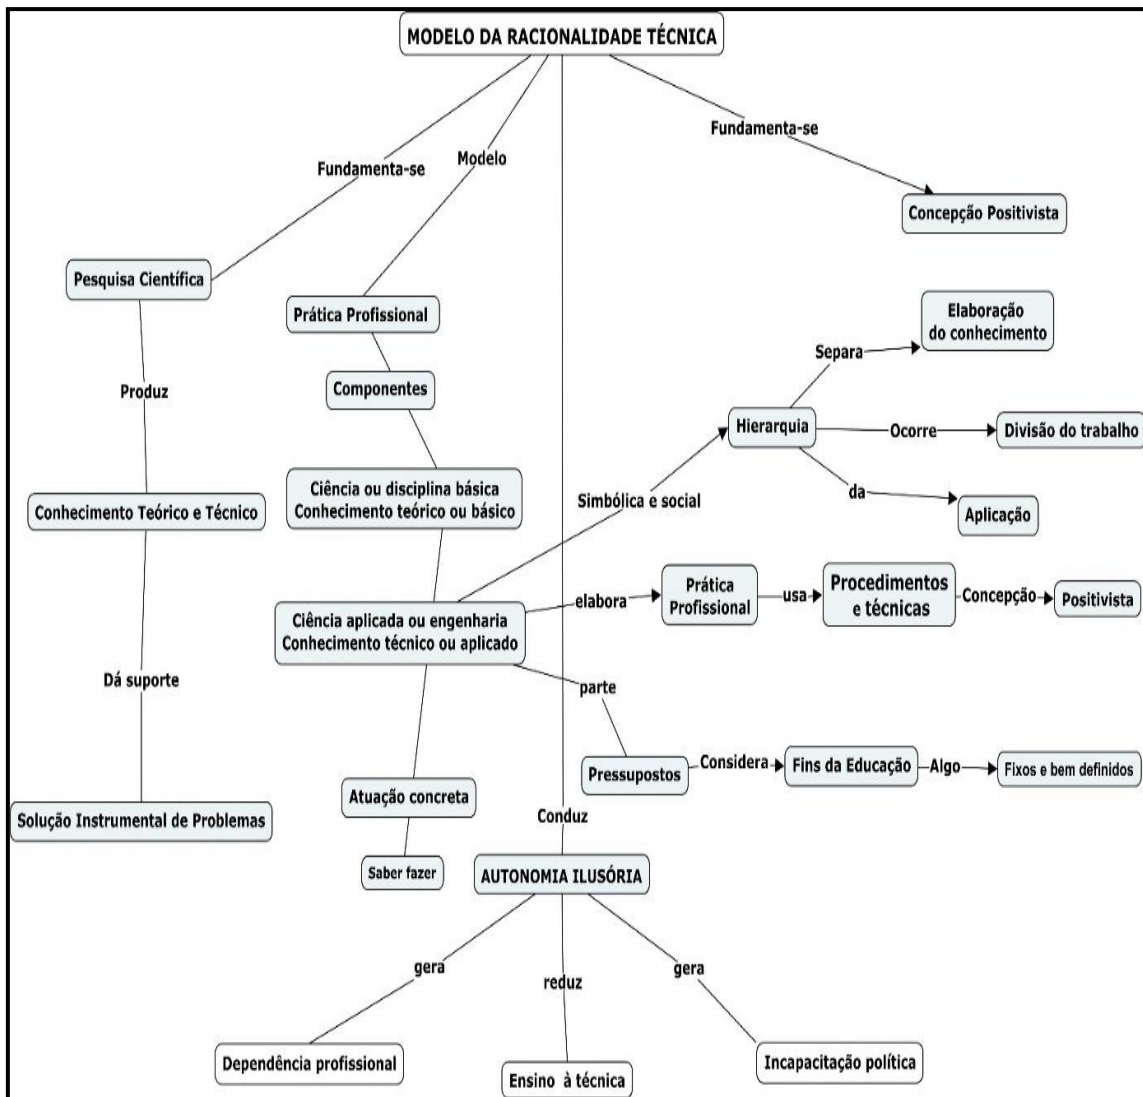 MODELO DA RACIONALIDADE TÉCNICA
Fundamenta-se
Modelo
Fundamenta-se
Concepção Positivista
Pesquisa Científica
Prática Profissional
Elaboração
do conhecimento
Separa
Produz
Componentes
Hierarquia
Ocorre
Divisão do trabalho
Ciência ou disciplina básica
Conhecimento teórico ou básico
Simbólica e social
da
Conhecimento Teórico e Técnico
Aplicação
elabora
Prática
Profissional
usa
Procedimentos
e técnicas
Concepção
Positivista
Ciência aplicada ou engenharia
Conhecimento técnico ou aplicado
Dá suporte
parte
Pressupostos
Considera
Fins da Educação
Algo
Fixos e bem definidos
Atuação concreta
Solução Instrumental de Problemas
Conduz
Saber fazer
AUTONOMIA ILUSÓRIA
gera
reduz
gera
Dependência profissional
Ensino à técnica
Incapacitação política